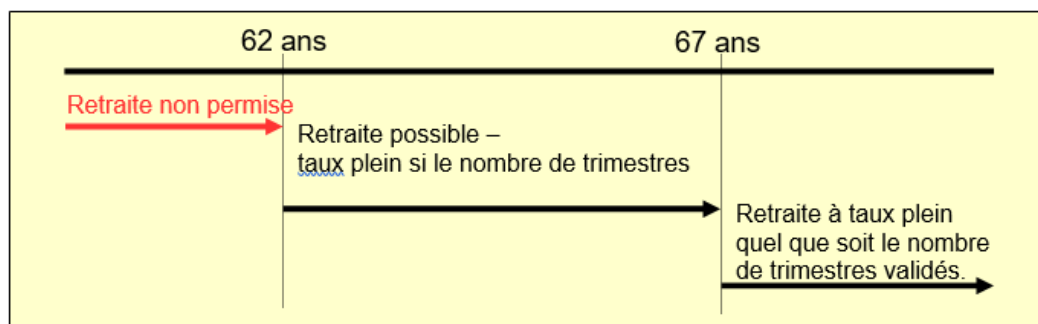 62 ans
67 ans
Retraite non permise
Retraite possible –
taux plein si le nombre de trimestres
Retraite à taux plein
quel que soit le nombre
de trimestres validés.